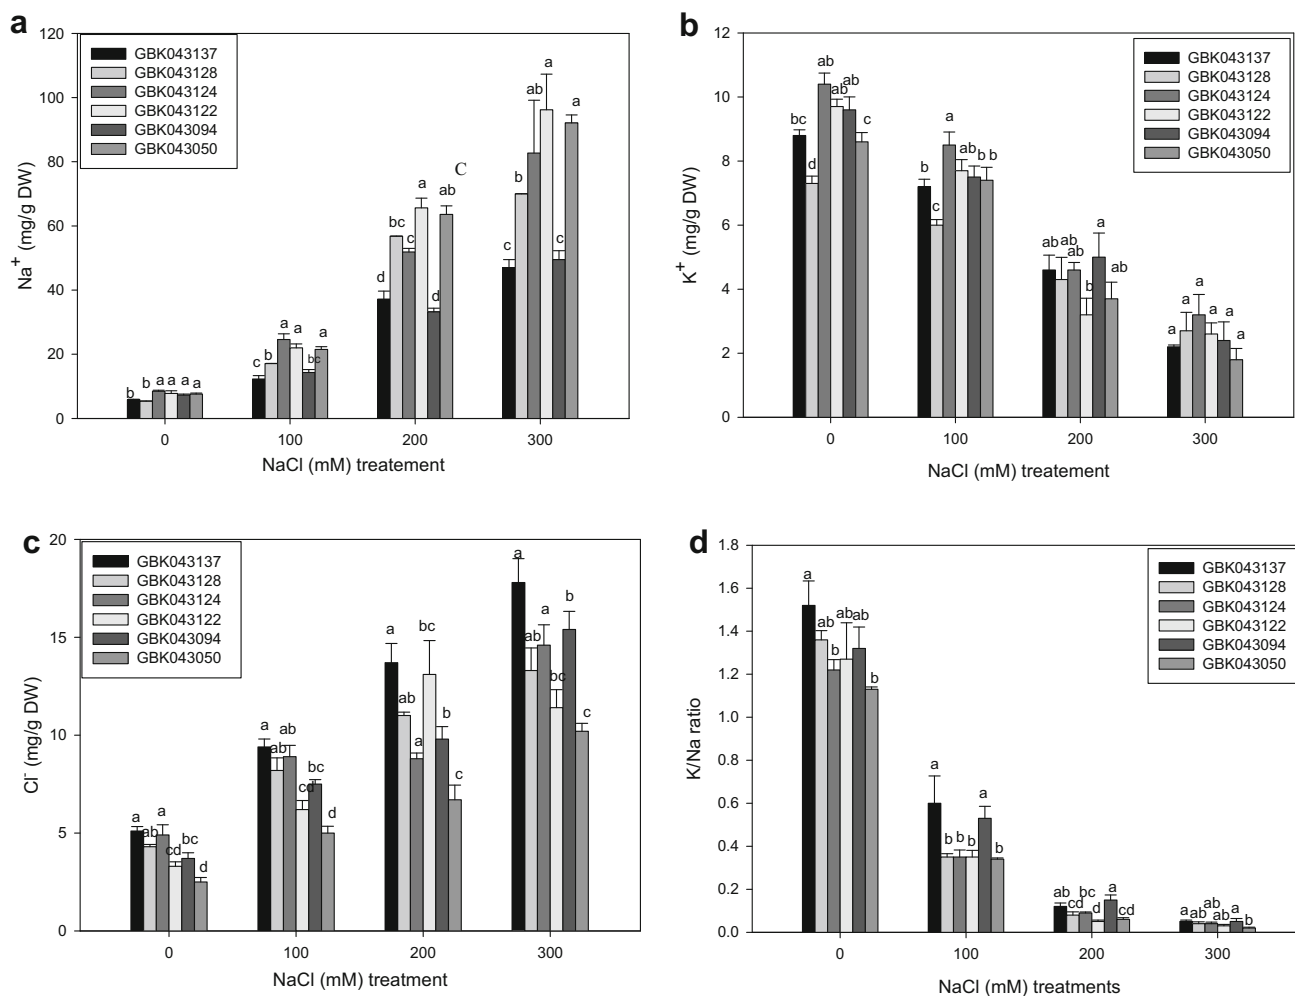 a
120
100
80
60
40
20
0
Na+ (mg/g DW)
GBK043137
GBK043128
GBK043124
GBK043122
GBK043094
GBK043050
b b a a a a
c b a a bc a
d bc c a d ab
C
c b ab a c a
0 100 200 300
NaCl (mM) treatement
b
12
10
8
6
4
2
0
K+ (mg/g DW)
GBK043137
GBK043128
GBK043124
GBK043122
GBK043094
GBK043050
bc d ab ab ab c
b c a ab b b
ab ab ab b a ab
a a a a a a
0 100 200 300
NaCl (mM) treatement
c
20
15
10
5
0
Cl- (mg/g DW)
GBK043137
GBK043128
GBK043124
GBK043122
GBK043094
GBK043050
a ab a cd bc d
a ab ab cd bc d
a ab a bc b c
a ab a bc b c
0 100 200 300
NaCl (mM) treatment
d
1.8
1.6
1.4
1.2
1.0
0.8
0.6
0.4
0.2
0.0
K/Na ratio
GBK043137
GBK043128
GBK043124
GBK043122
GBK043094
GBK043050
a ab b ab ab b
a b b b a b
ab cd bc d a cd
a ab ab ab a b
0 100 200 300
NaCl (mM) treatments